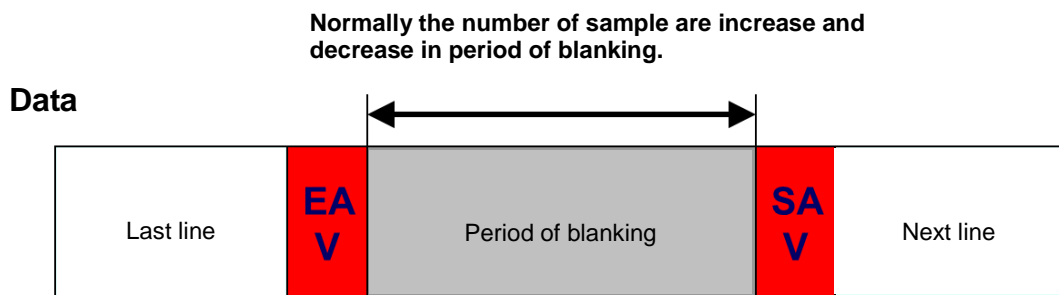 Normally the number of sample are increase and
decrease in period of blanking.
Data
Last line
EA
V
Period of blanking
SA
V
Next line